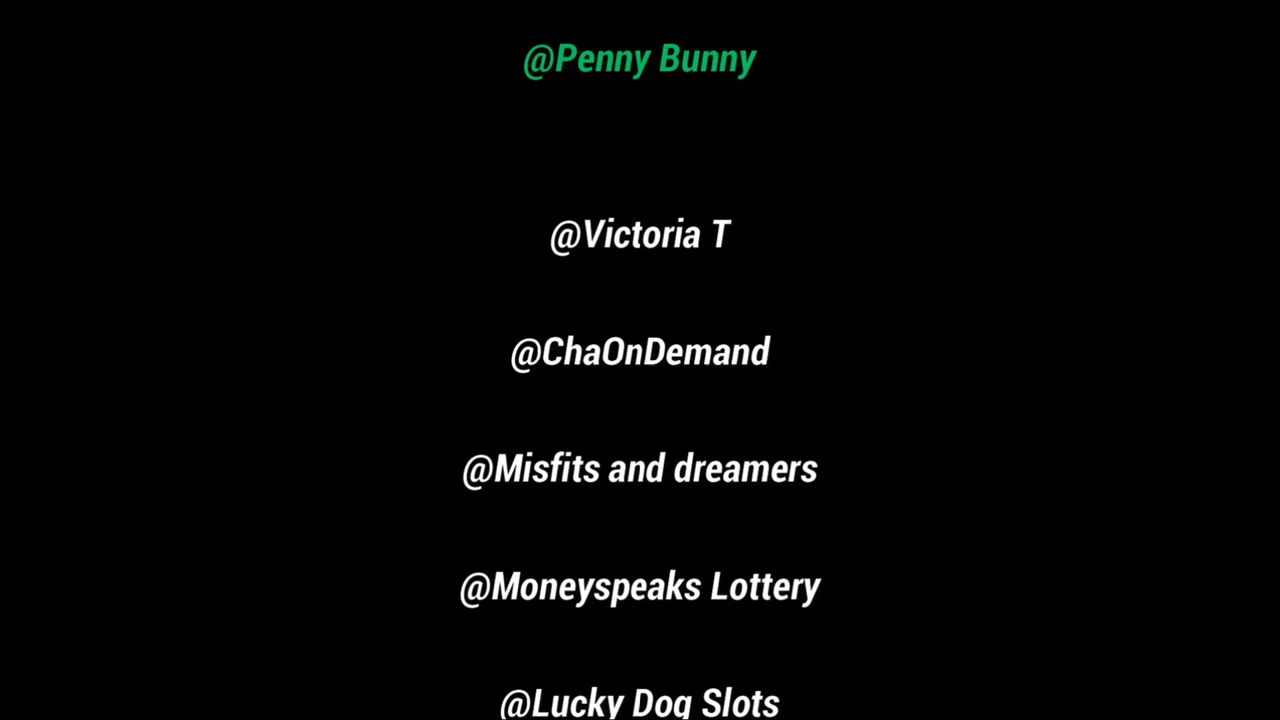 @Penny Bunny
@Victoria T
@ChaOnDemand
@Misfits and dreamers
@Moneyspeaks Lottery
@Lucky Dog Slots